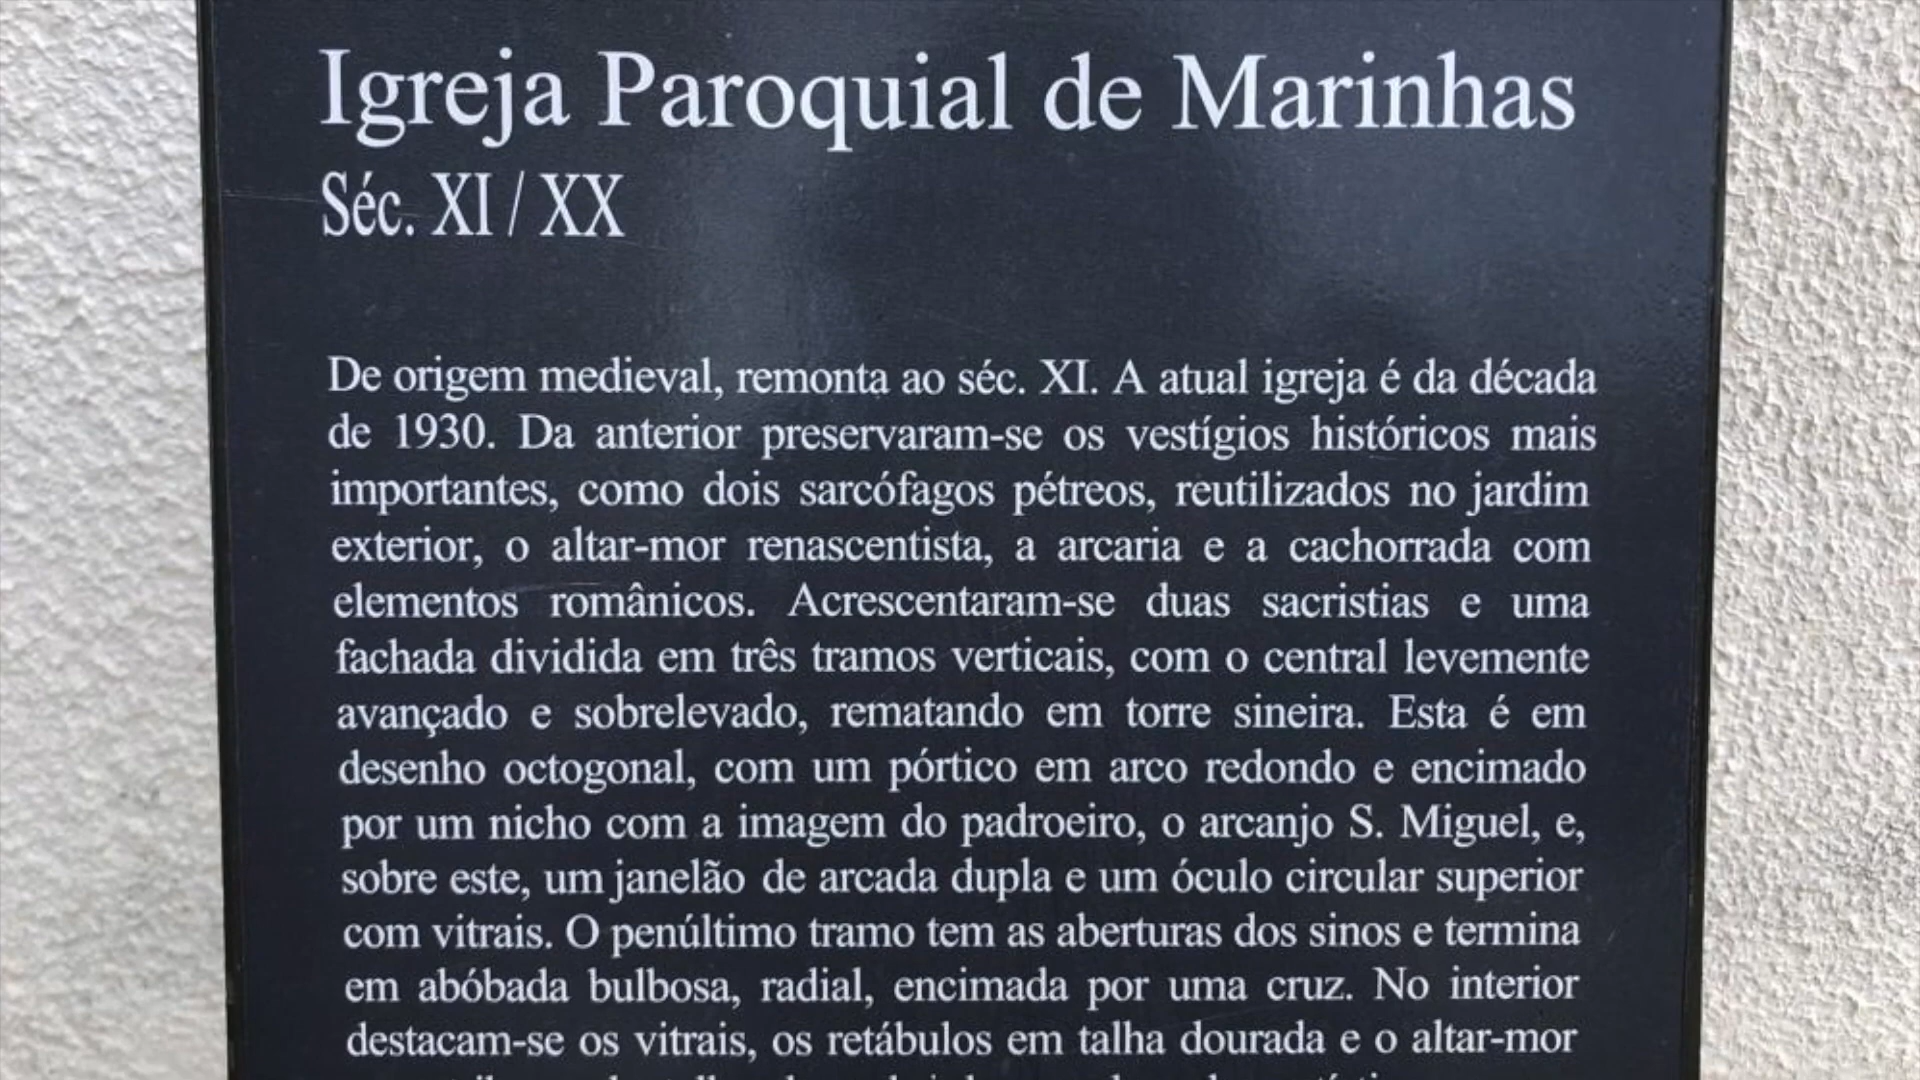 Igreja Paroquial de Marinhas
Séc. XI / XX
De origem medieval, remonta ao séc. XI. A atual igreja é da década
de 1930. Da anterior preservaram-se os vestígios históricos mais
importantes, como dois sarcófagos pétreos, reutilizados no jardim
exterior, o altar-mor renascentista, a arcaria e a cachorrada com
elementos românicos. Acrescentaram-se duas sacristias e uma
fachada dividida em três tramos verticais, com o central levemente
avançado e sobrelevado, rematando em torre sineira. Esta é em
desenho octogonal, com um pórtico em arco redondo e encimado
por um nicho com a imagem do padroeiro, o arcanjo S. Miguel, e,
sobre este, um janelão de arcada dupla e um óculo circular superior
com vitrais. O penúltimo tramo tem as aberturas dos sinos e termina
em abóbada bulbosa, radial, encimada por uma cruz. No interior
destacam-se os vitrais, os retábulos em talha dourada e o altar-mor